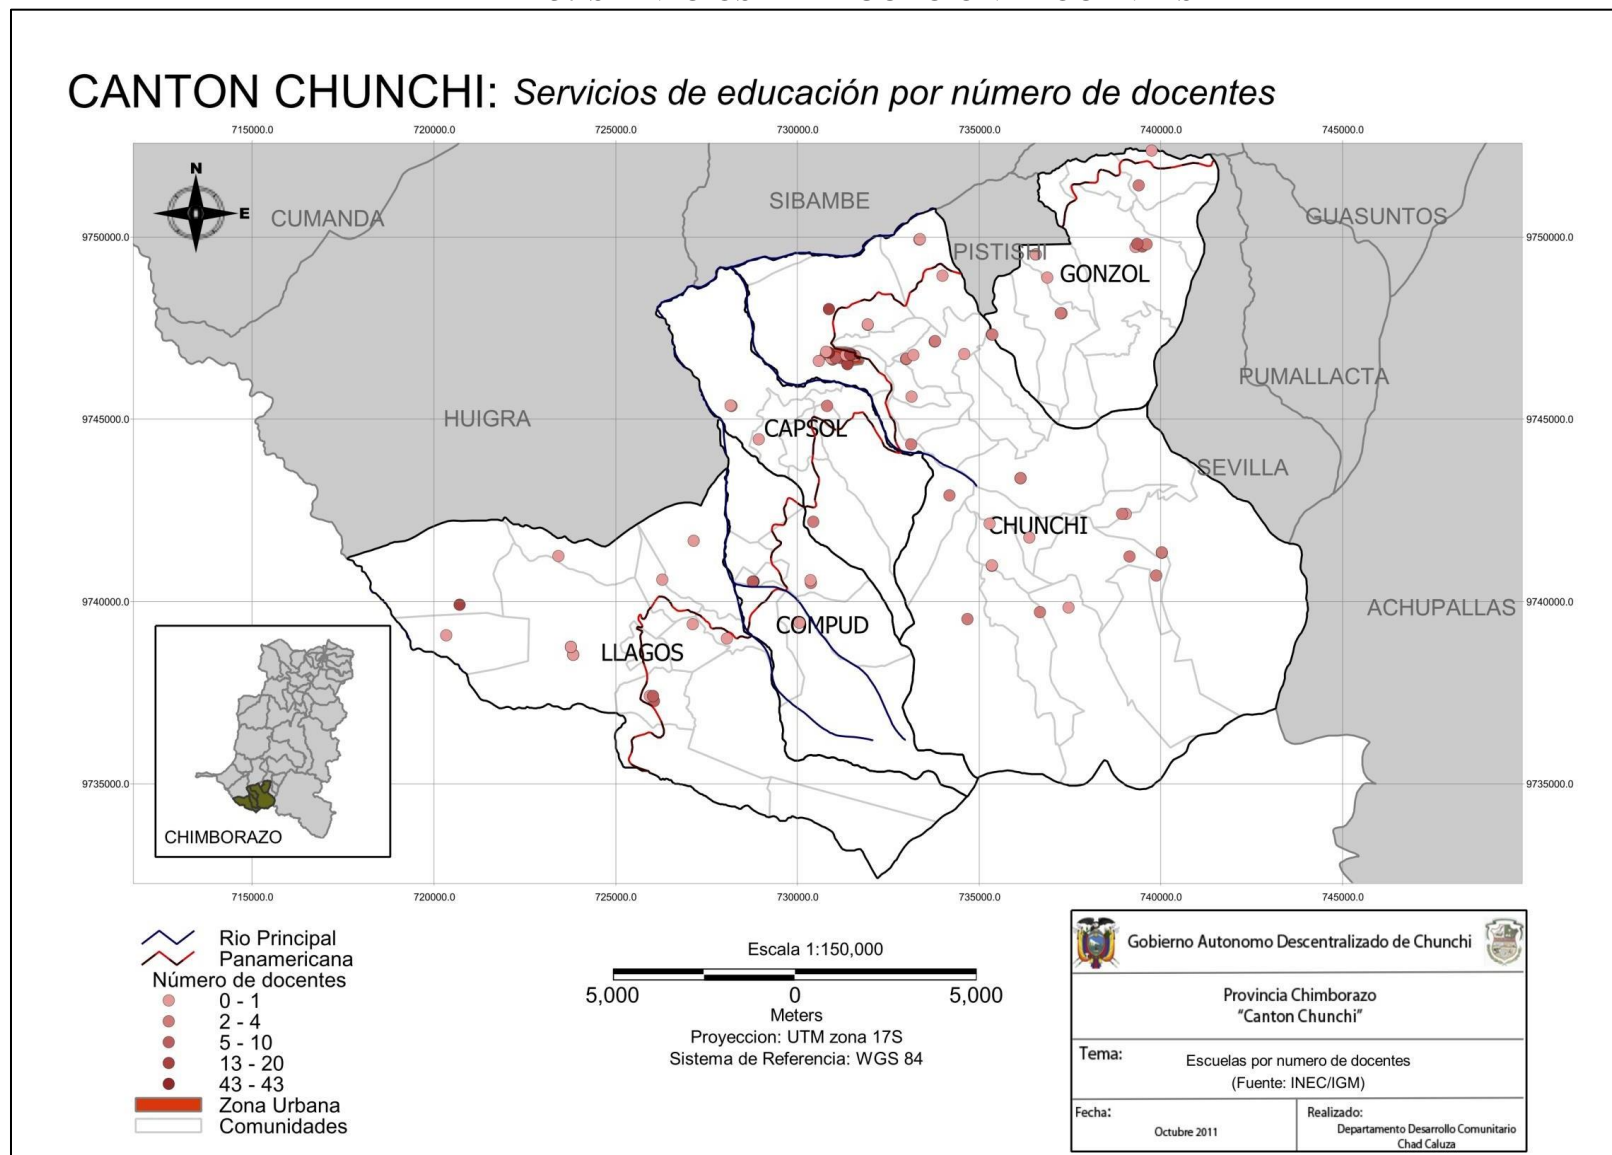 CANTON CHUNCHI: Servicios de educación por número de docentes
715000.0 720000.0 725000.0 730000.0 735000.0 740000.0 745000.0
N
E
CUMANDA
SIBAMBE
GUASUNTOS
9750000.0
9750000.0
PISTISHI
GONZOL
PUMALLACTA
HUIGRA
9745000.0
9745000.0
CAPSOL
SEVILLA
CHUNCHI
9740000.0
9740000.0
ACHUPALLAS
COMPUD
LLAGOS
9735000.0
9735000.0
CHIMBORAZO
715000.0 720000.0 725000.0 730000.0 735000.0 740000.0 745000.0
Rio Principal
Panamericana
Número de docentes
0 - 1
2 - 4
5 - 10
13 - 20
43 - 43
Zona Urbana
Comunidades
Escala 1:150,000
5,000 0 5,000
Meters
Proyeccion: UTM zona 17S
Sistema de Referencia: WGS 84
Gobierno Autonomo Descentralizado de Chunchi
Provincia Chimborazo
“Canton Chunchi”
Tema:
Escuelas por numero de docentes
(Fuente: INEC/IGM)
Fecha:
Octubre 2011
Realizado:
Departamento Desarrollo Comunitario
Chad Caluza